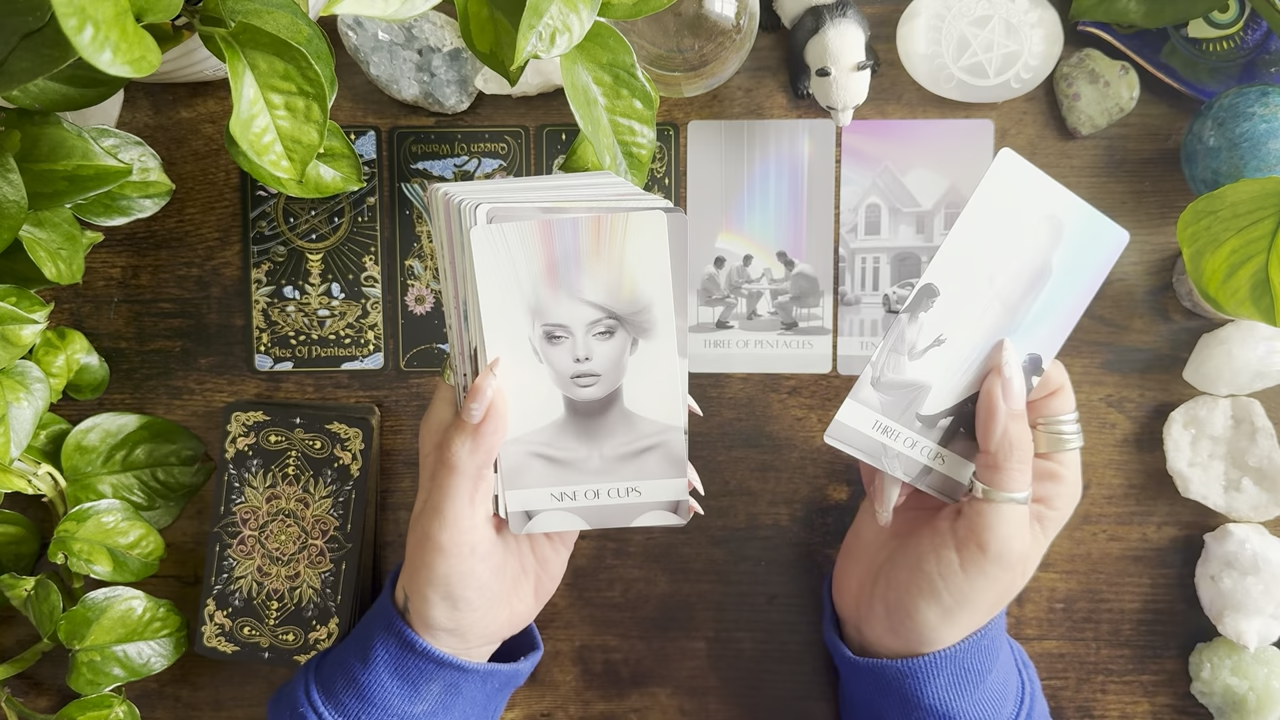 Queen Of Wands
Ace Of Pentacles
THREE OF PENTACLES
TEN
THREE OF CUPS
NINE OF CUPS